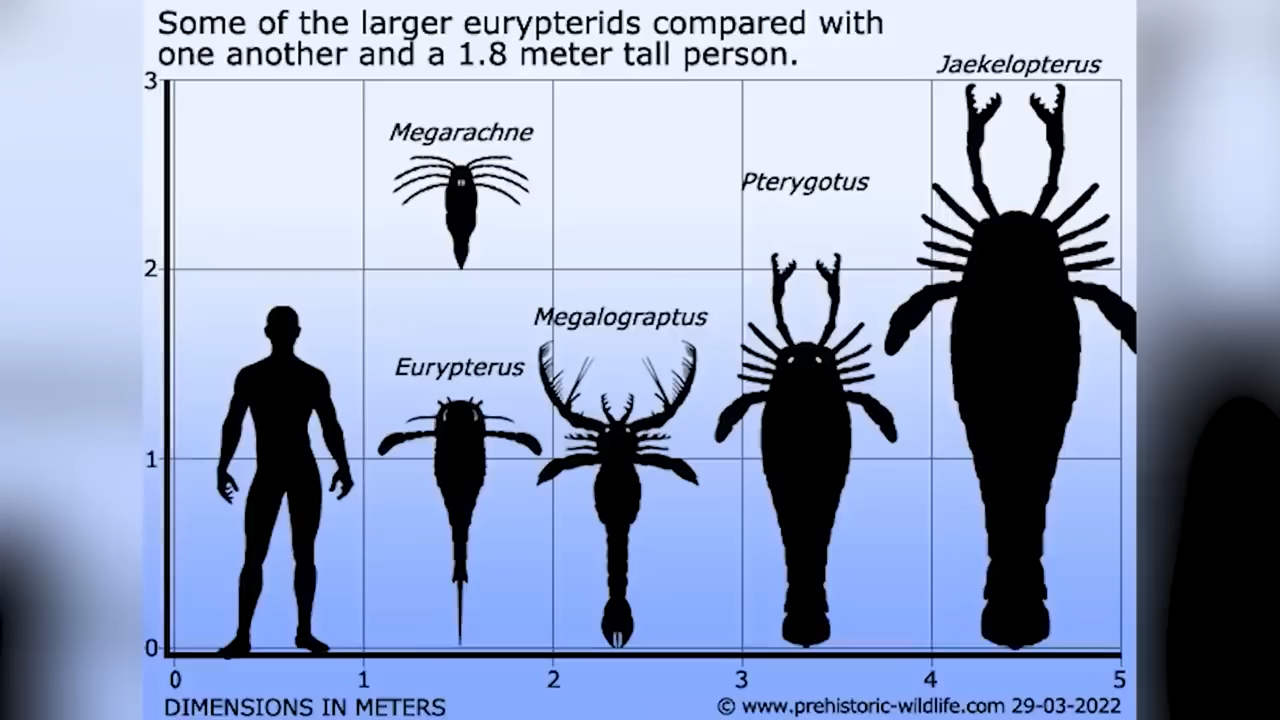 Some of the larger eurypterids compared with
one another and a 1.8 meter tall person.
Jaekelopterus
3
Megarachne
Pterygotus
2
Megalograptus
Eurypterus
1
0
0 1 2 3 4 5
DIMENSIONS IN METERS
© www.prehistoric-wildlife.com 29-03-2022